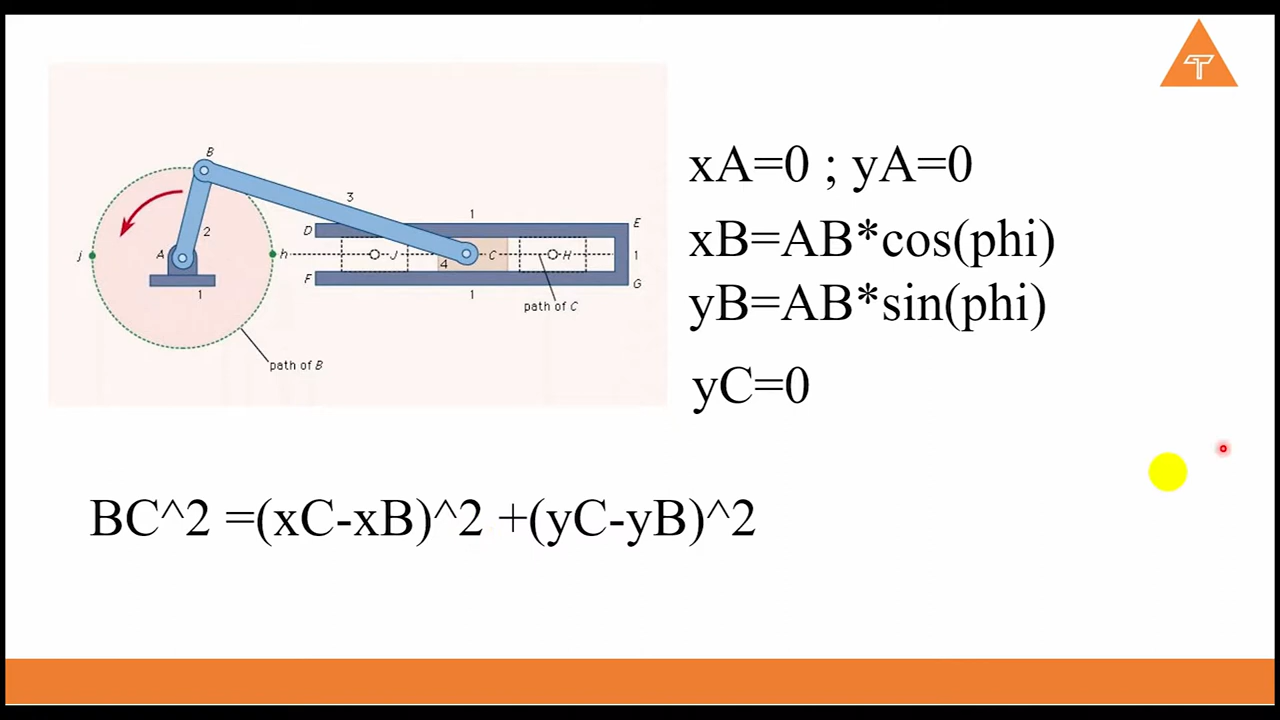 B
3
1
D
E
2
j
A
h
J
4
C
H
1
F
G
1
1
path of C
path of B
xA=0 ; yA=0
xB=AB*cos(phi)
yB=AB*sin(phi)
yC=0
BC^2 =(xC-xB)^2 +(yC-yB)^2
T